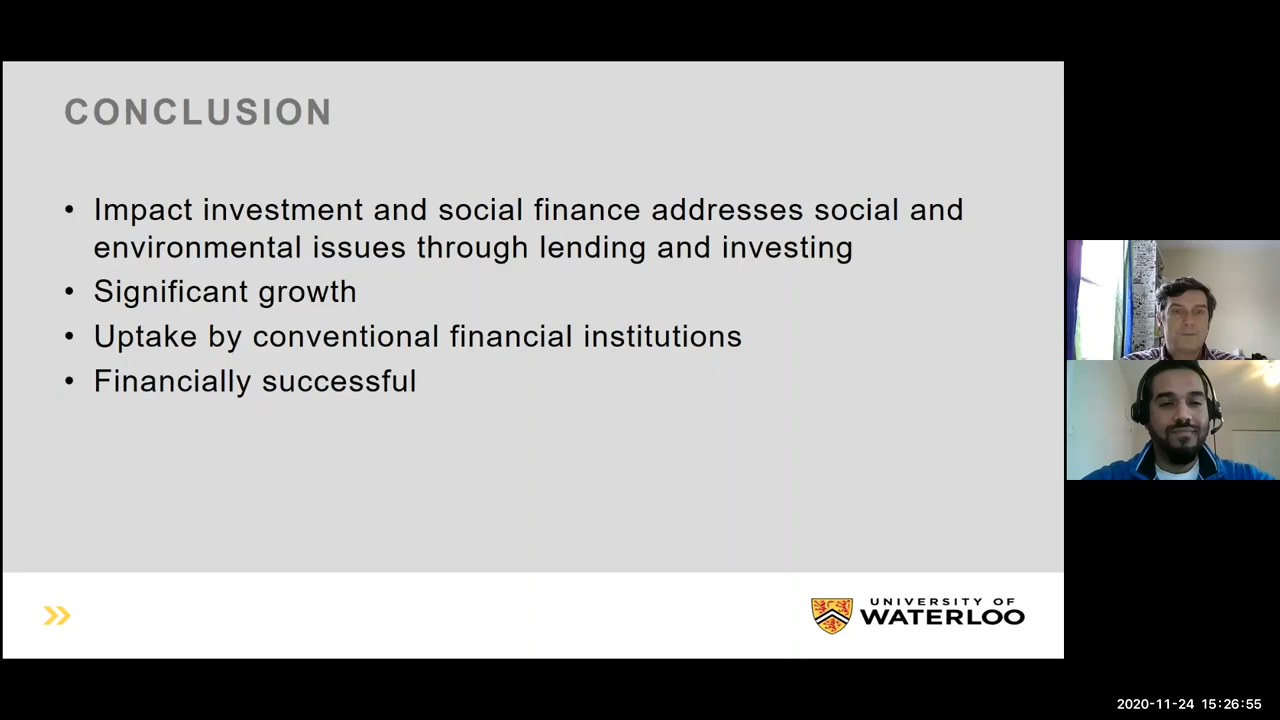 CONCLUSION
• Impact investment and social finance addresses social and
environmental issues through lending and investing
• Significant growth
• Uptake by conventional financial institutions
• Financially successful
UNIVERSITY OF
WATERLOO
2020-11-24 15:26:55